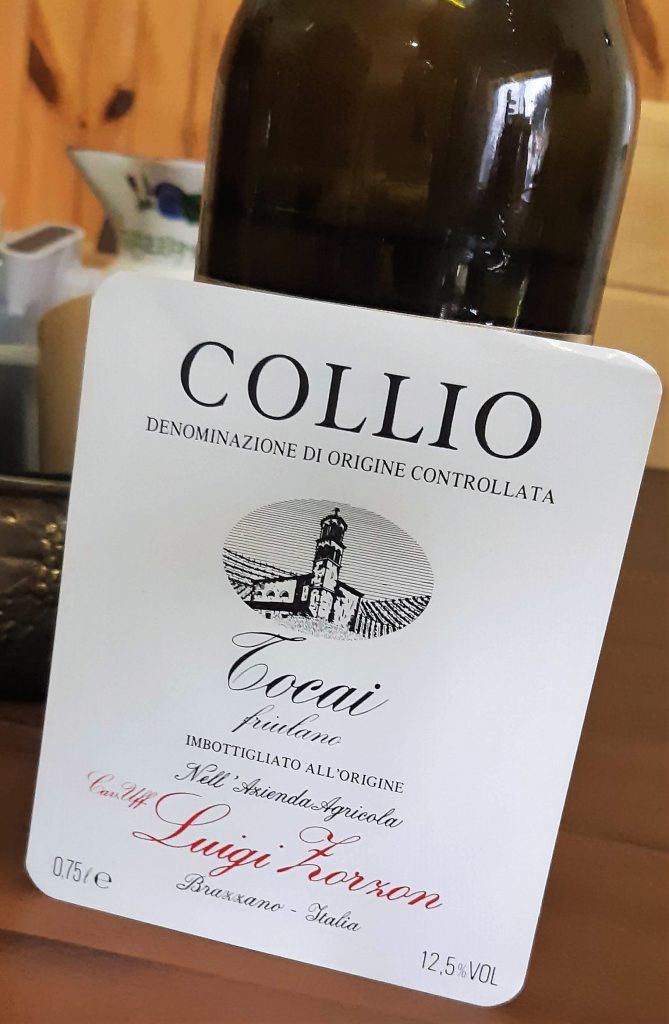 COLLIO
DENOMINAZIONE DI ORIGINE CONTROLLATA
Tocai
friulano
IMBOTTIGLIATO ALL'ORIGINE
Nell'Azienda Agricola
Cav. Uff.
Luigi Zorzon
Brazzano - Italia
0,75 l e
12,5% VOL